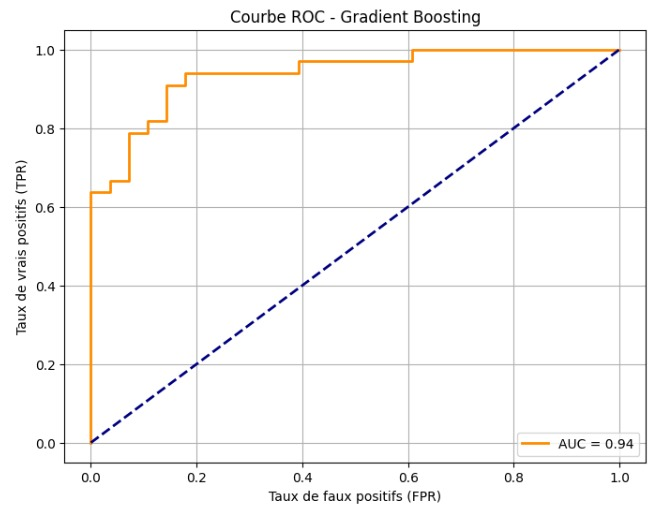 Courbe ROC - Gradient Boosting
Taux de vrais positifs (TPR)
1.0
0.8
0.6
0.4
0.2
0.0
0.0 0.2 0.4 0.6 0.8 1.0
Taux de faux positifs (FPR)
AUC = 0.94